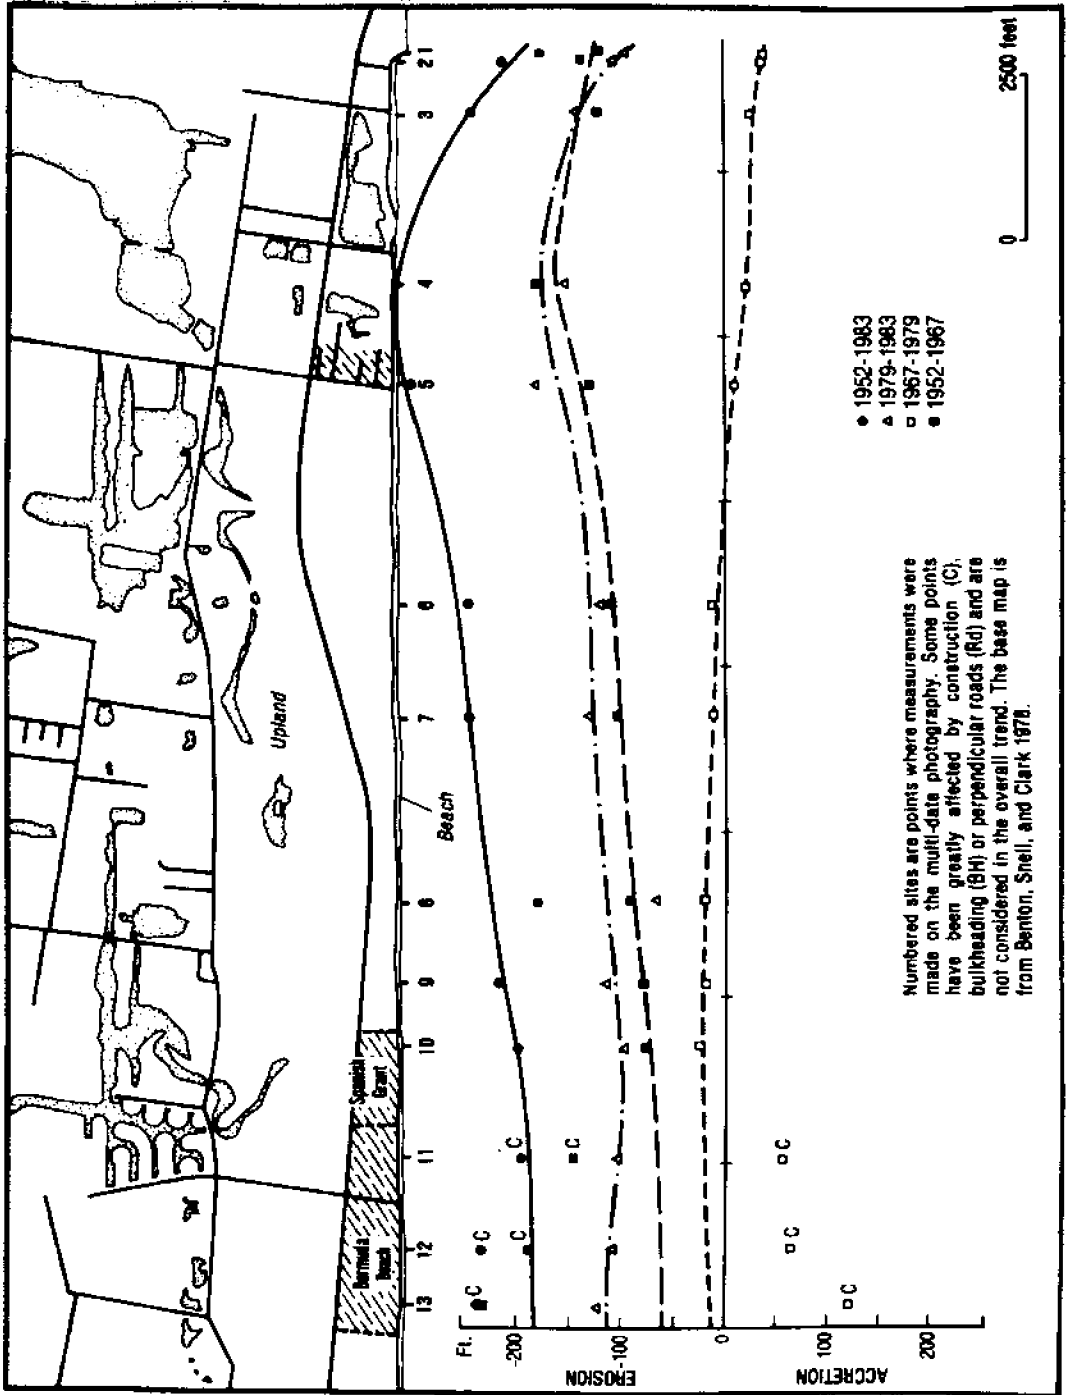 Upland
Beach
Spanish
Grant
Bermuda
Beach
13 12 11 10 9 8 7 6 5 4 3 2 1
Ft.
-200
-100
0
100
200
EROSION
ACCRETION
C
C
C
C
C
C
C
C
● 1952-1983
△ 1979-1983
□ 1967-1979
■ 1952-1967
0 2500 feet
Numbered sites are points where measurements were
made on the multi-date photography. Some points
have been greatly affected by construction (C),
bulkheading (BH) or perpendicular roads (Rd) and are
not considered in the overall trend. The base map is
from Benton, Snell, and Clark 1978.